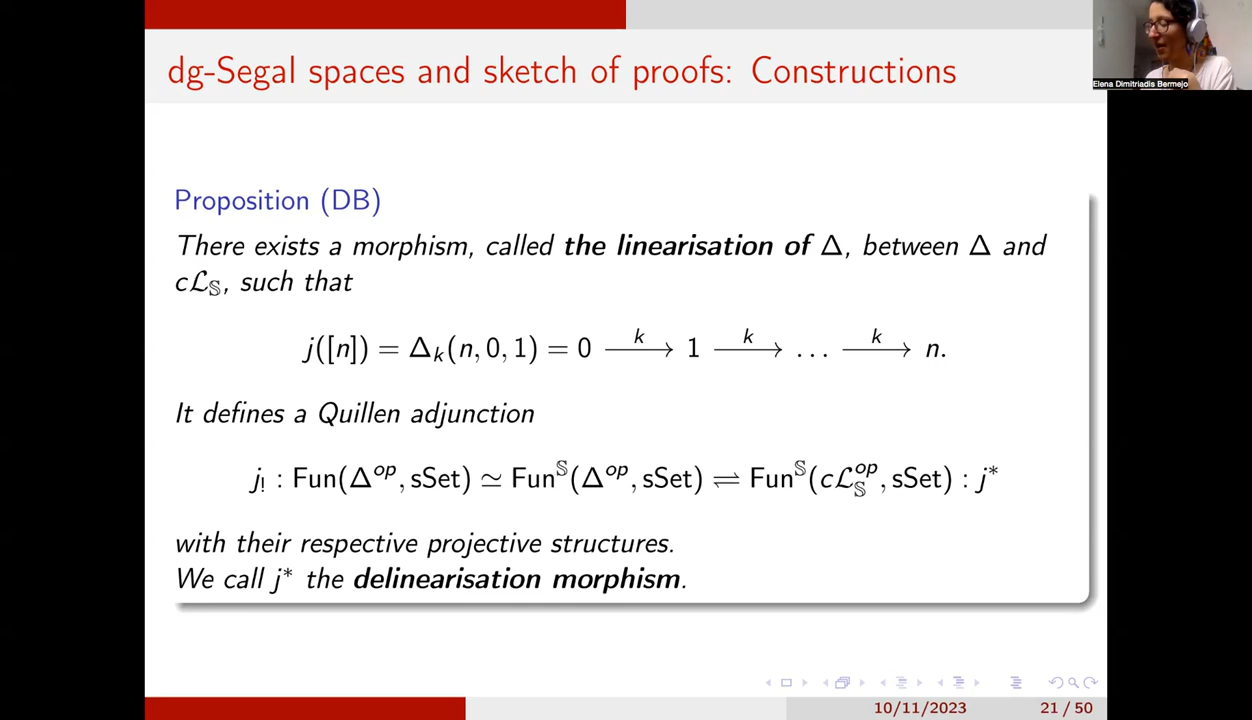 Elena Dimitriadis Bermejo
dg-Segal spaces and sketch of proofs: Constructions
Proposition (DB)
There exists a morphism, called the linearisation of Δ, between Δ and
cℒ_𝕊, such that
j([n]) = Δ_k(n, 0, 1) = 0 —k→ 1 —k→ … —k→ n.
It defines a Quillen adjunction
j_! : Fun(Δ^op, sSet) ≃ Fun^𝕊(Δ^op, sSet) ⇌ Fun^𝕊(cℒ_𝕊^op, sSet) : j*
with their respective projective structures.
We call j* the delinearisation morphism.
10/11/2023 21 / 50